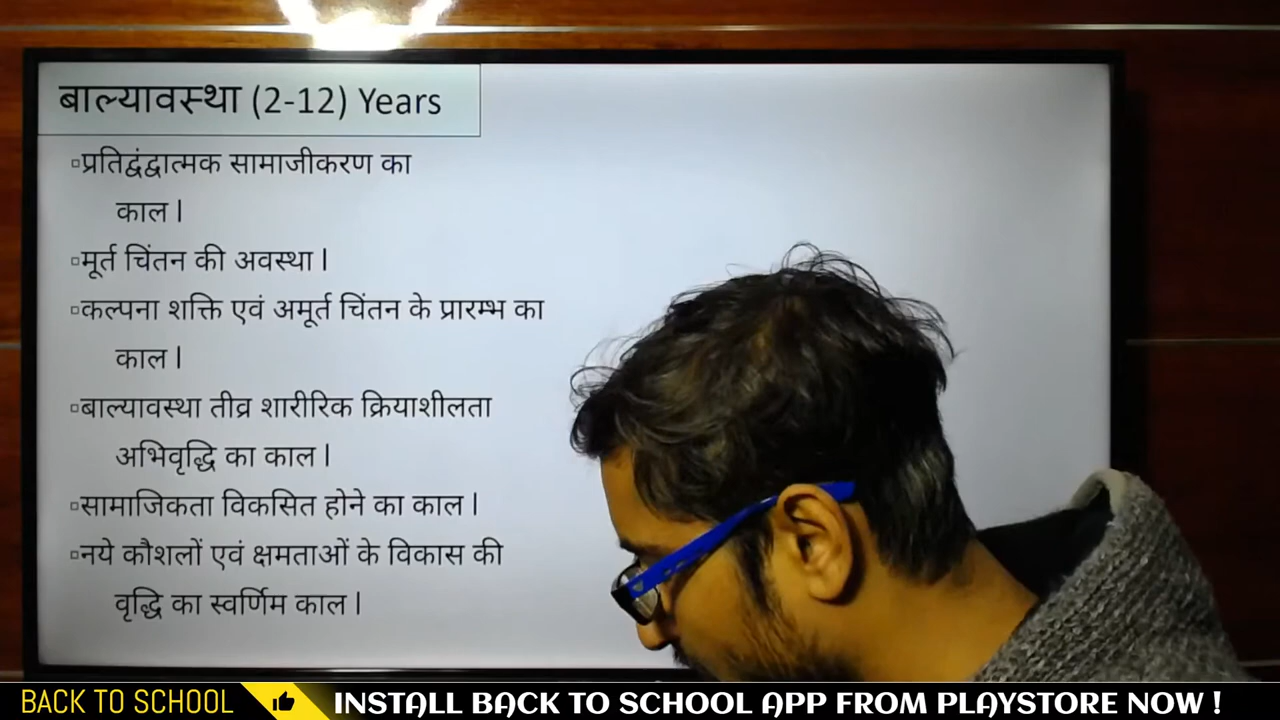 बाल्यावस्था (2-12) Years
▫प्रतिद्वंद्वात्मक सामाजीकरण का
काल l
▫मूर्त चिंतन की अवस्था l
▫कल्पना शक्ति एवं अमूर्त चिंतन के प्रारम्भ का
काल l
▫बाल्यावस्था तीव्र शारीरिक क्रियाशीलता
अभिवृद्धि का काल l
▫सामाजिकता विकसित होने का काल l
▫नये कौशलों एवं क्षमताओं के विकास की
वृद्धि का स्वर्णिम काल l
BACK TO SCHOOL INSTALL BACK TO SCHOOL APP FROM PLAYSTORE NOW !